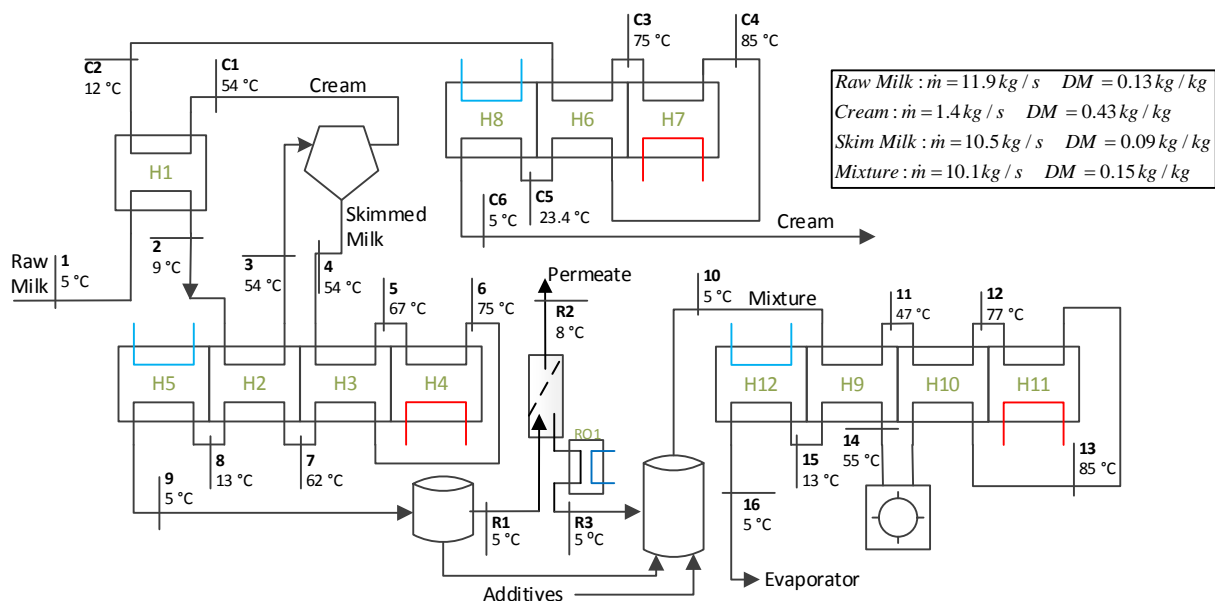 C2
12 °C
C1
54 °C
Cream
C3
75 °C
C4
85 °C
Raw Milk : ṁ = 11.9 kg / s DM = 0.13 kg / kg
Cream : ṁ = 1.4 kg / s DM = 0.43 kg / kg
Skim Milk : ṁ = 10.5 kg / s DM = 0.09 kg / kg
Mixture : ṁ = 10.1 kg / s DM = 0.15 kg / kg
H1
H8
H6
H7
C6
5 °C
C5
23.4 °C
Cream
Raw
Milk
1
5 °C
2
9 °C
3
54 °C
Skimmed
Milk
4
54 °C
5
67 °C
6
75 °C
Permeate
R2
8 °C
10
5 °C
Mixture
11
47 °C
12
77 °C
H5
H2
H3
H4
H12
H9
H10
H11
RO1
9
5 °C
8
13 °C
7
62 °C
R1
5 °C
R3
5 °C
16
5 °C
15
13 °C
14
55 °C
13
85 °C
Additives
Evaporator